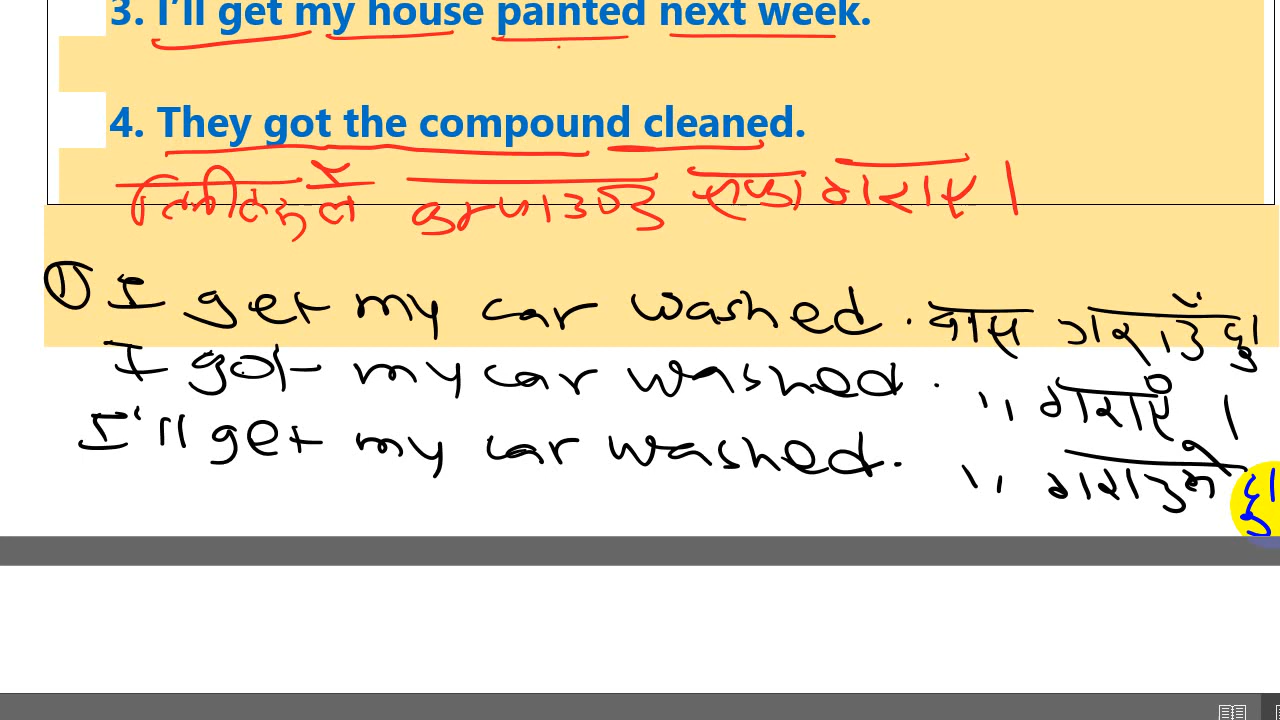 3. I'll get my house painted next week.
4. They got the compound cleaned.
तिनीहरूले कम्पाउण्ड सफा गराए।
① I get my car washed. वास गराउँछु।
I got my car washed. " गराएँ।
I'll get my car washed. " गराउनेछु।